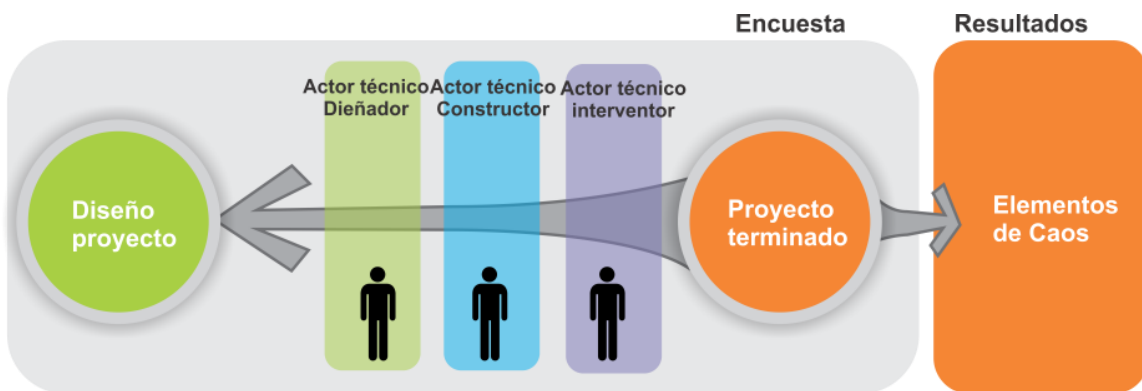 Encuesta
Resultados
Actor técnico
Dieñador
Actor técnico
Constructor
Actor técnico
interventor
Diseño
proyecto
Proyecto
terminado
Elementos
de Caos